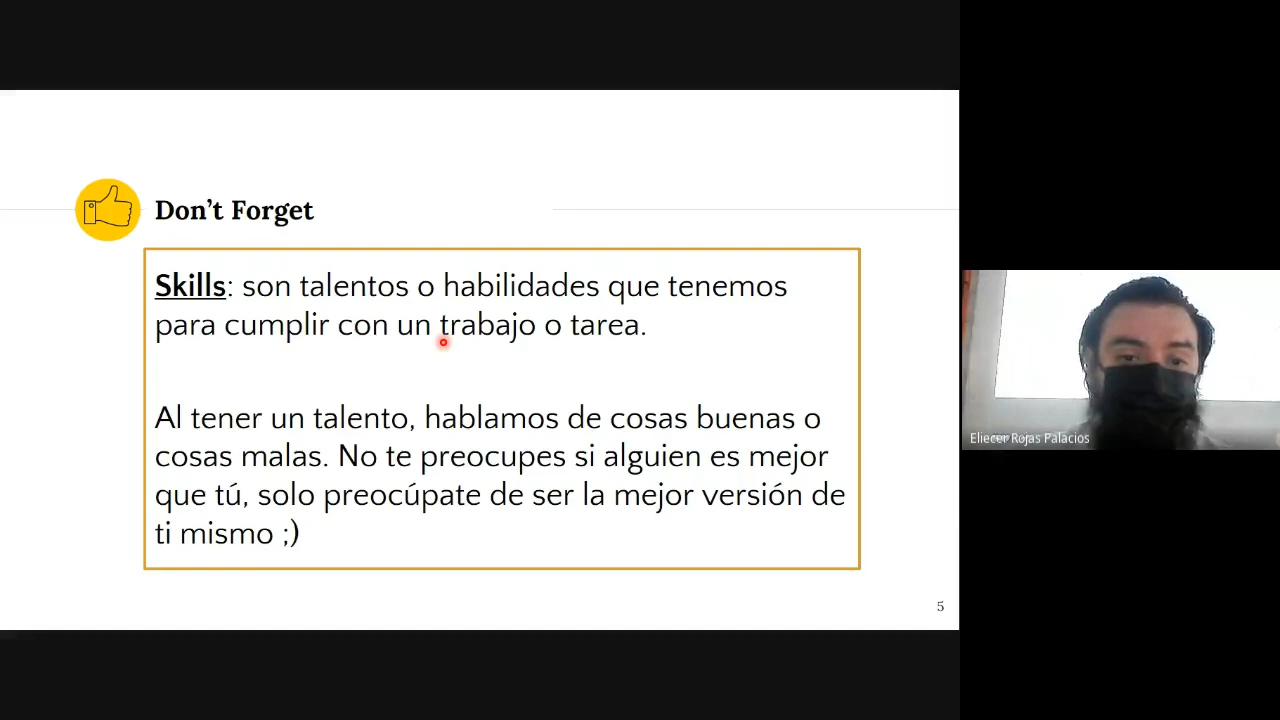 Don’t Forget
Skills: son talentos o habilidades que tenemos
para cumplir con un trabajo o tarea.
Al tener un talento, hablamos de cosas buenas o
cosas malas. No te preocupes si alguien es mejor
que tú, solo preocúpate de ser la mejor versión de
ti mismo ;)
5
Eliecer Rojas Palacios